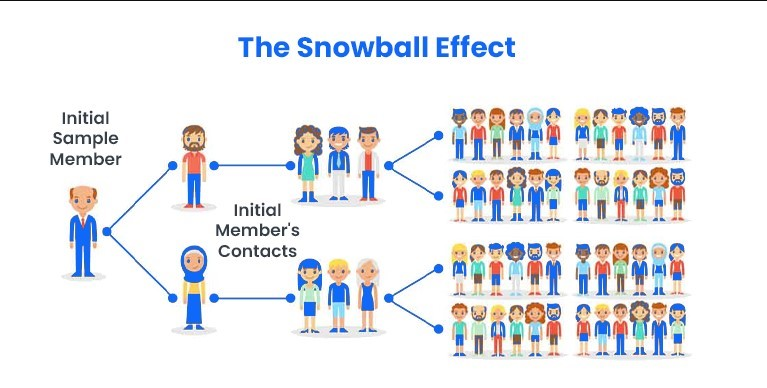 The Snowball Effect
Initial
Sample
Member
Initial
Member's
Contacts